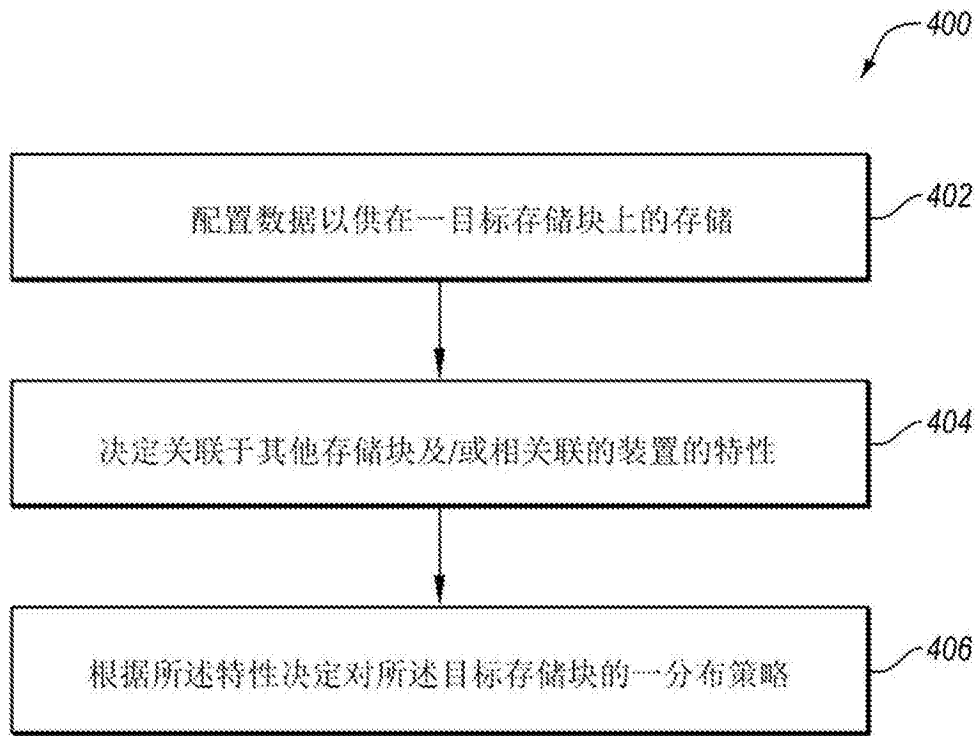 400
配置数据以供在一目标存储块上的存储
402
决定关联于其他存储块及/或相关联的装置的特性
404
根据所述特性决定对所述目标存储块的一分布策略
406